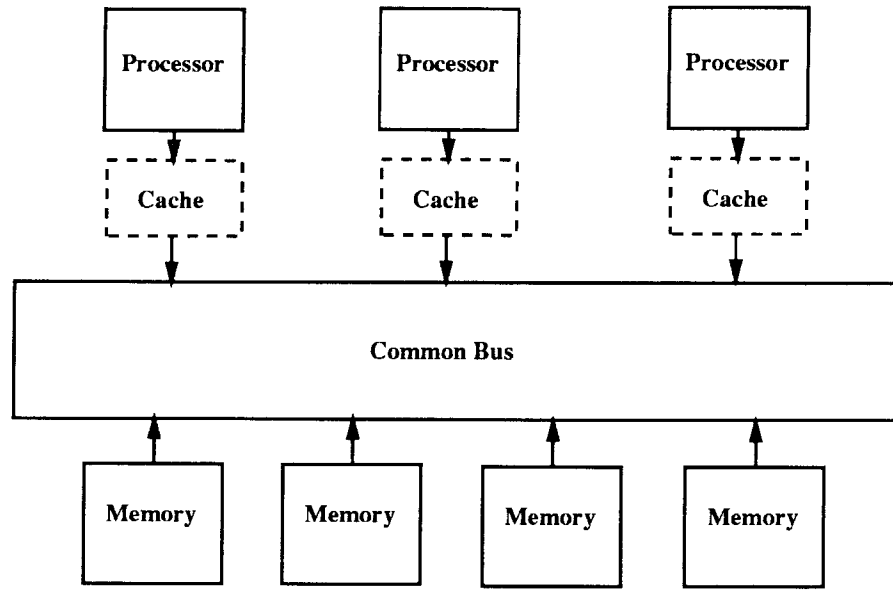 Processor
Processor
Processor
Cache
Cache
Cache
Common Bus
Memory
Memory
Memory
Memory